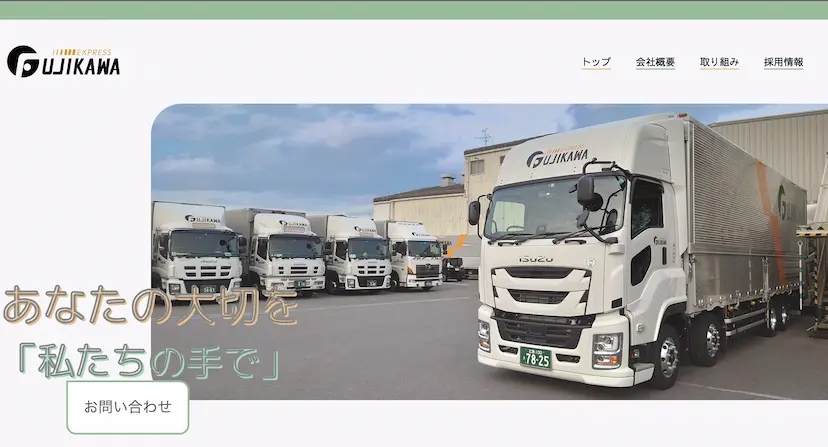 EXPRESS
FUJIKAWA
トップ 会社概要 取り組み 採用情報
FUJIKAWA
ISUZU
78-25
あなたの大切を
「私たちの手で」
お問い合わせ